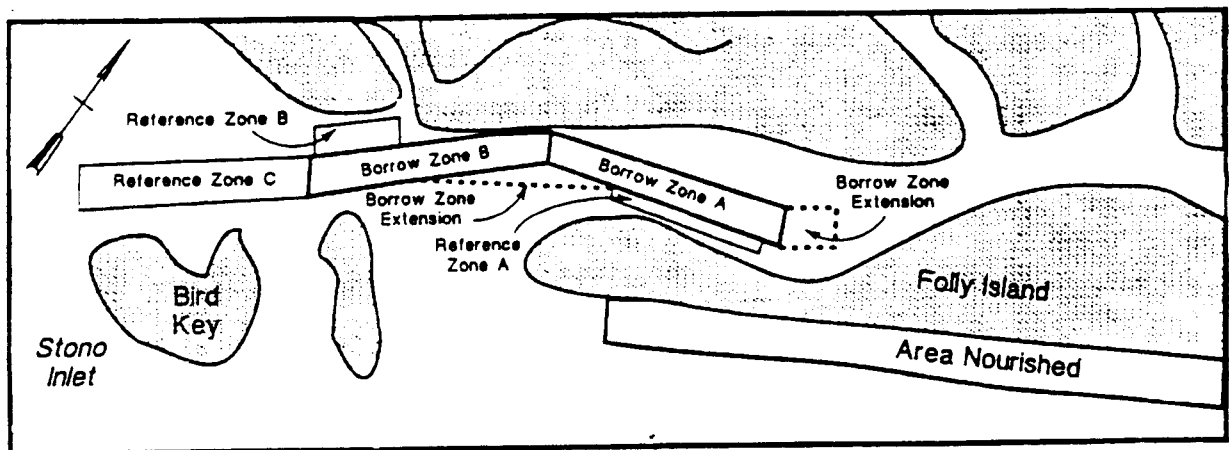 Reference Zone B
Reference Zone C
Borrow Zone B
Borrow Zone A
Borrow Zone
Extension
Borrow Zone
Extension
Reference
Zone A
Bird
Key
Stono
Inlet
Folly Island
Area Nourished